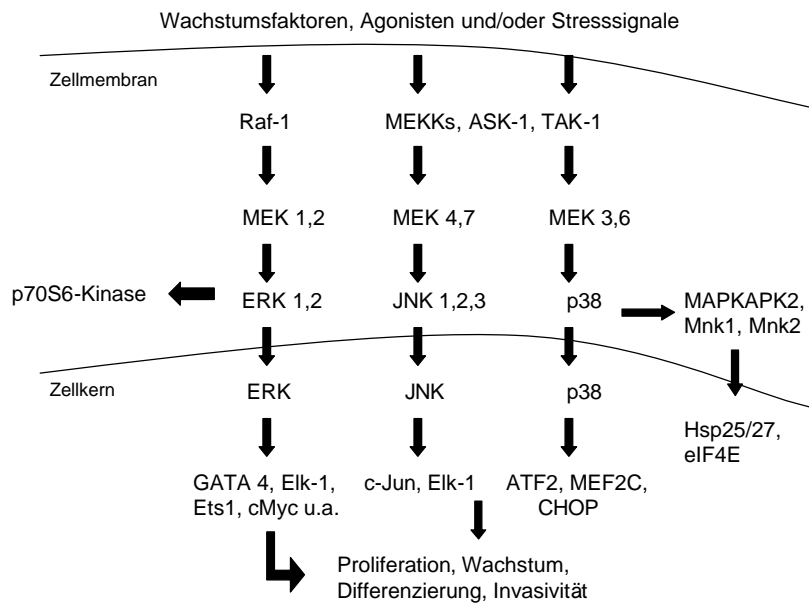 Wachstumsfaktoren, Agonisten und/oder Stresssignale
Zellmembran
Raf-1
MEKKs, ASK-1, TAK-1
MEK 1,2
MEK 4,7
MEK 3,6
p70S6-Kinase
ERK 1,2
JNK 1,2,3
p38
MAPKAPK2,
Mnk1, Mnk2
Zellkern
ERK
JNK
p38
Hsp25/27,
eIF4E
GATA 4, Elk-1,
Ets1, cMyc u.a.
c-Jun, Elk-1
ATF2, MEF2C,
CHOP
Proliferation, Wachstum,
Differenzierung, Invasivität